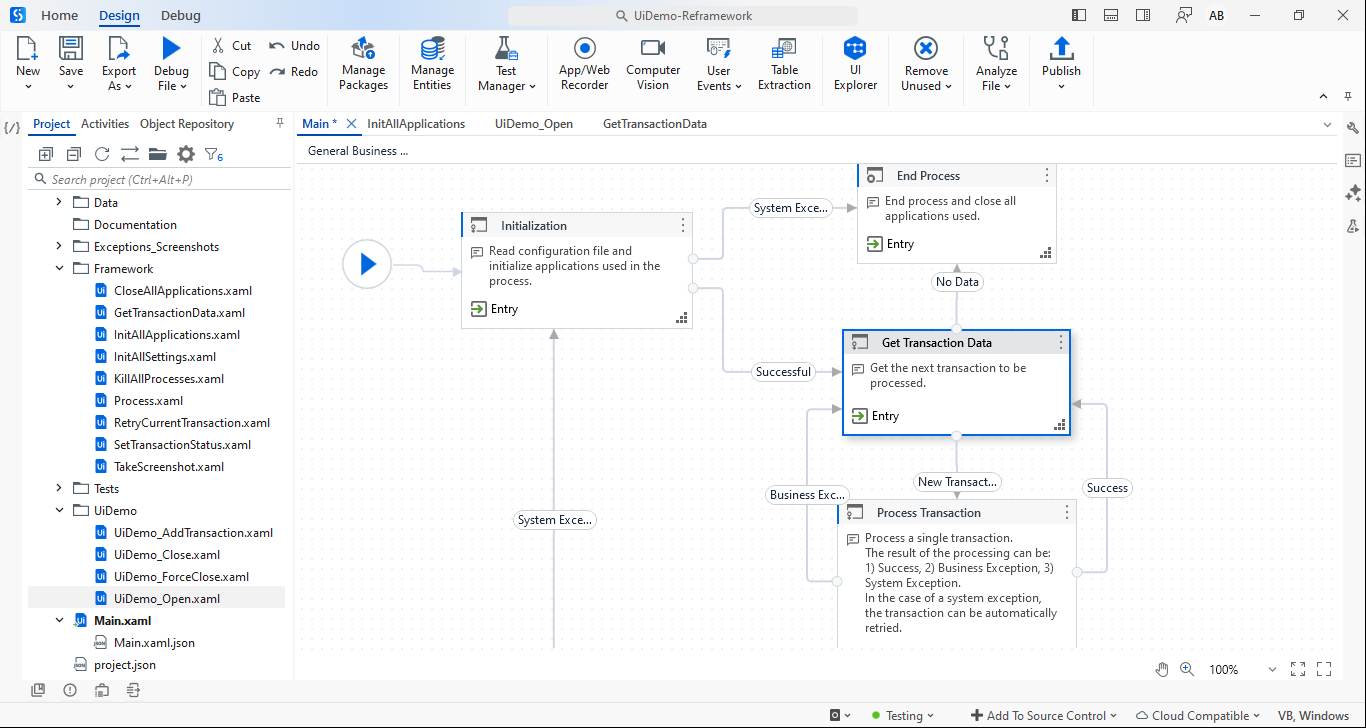 Home Design Debug UiDemo-Reframework AB
New Save Export As Debug File Cut Copy Paste Undo Redo Manage Packages Manage Entities Test Manager App/Web Recorder Computer Vision User Events Table Extraction UI Explorer Remove Unused Analyze File Publish
{/} Project Activities Object Repository
6
Search project (Ctrl+Alt+P)
Data
Documentation
Exceptions_Screenshots
Framework
CloseAllApplications.xaml
GetTransactionData.xaml
InitAllApplications.xaml
InitAllSettings.xaml
KillAllProcesses.xaml
Process.xaml
RetryCurrentTransaction.xaml
SetTransactionStatus.xaml
TakeScreenshot.xaml
Tests
UiDemo
UiDemo_AddTransaction.xaml
UiDemo_Close.xaml
UiDemo_ForceClose.xaml
UiDemo_Open.xaml
Main.xaml
Main.xaml.json
project.json
Main * InitAllApplications UiDemo_Open GetTransactionData
General Business ...
Initialization
Read configuration file and
initialize applications used in the
process.
Entry
System Exce...
End Process
End process and close all
applications used.
Entry
No Data
Successful
Get Transaction Data
Get the next transaction to be
processed.
Entry
New Transact...
Business Exc...
Success
System Exce...
Process Transaction
Process a single transaction.
The result of the processing can be:
1) Success, 2) Business Exception, 3)
System Exception.
In the case of a system exception,
the transaction can be automatically
retried.
100%
Testing Add To Source Control Cloud Compatible VB, Windows